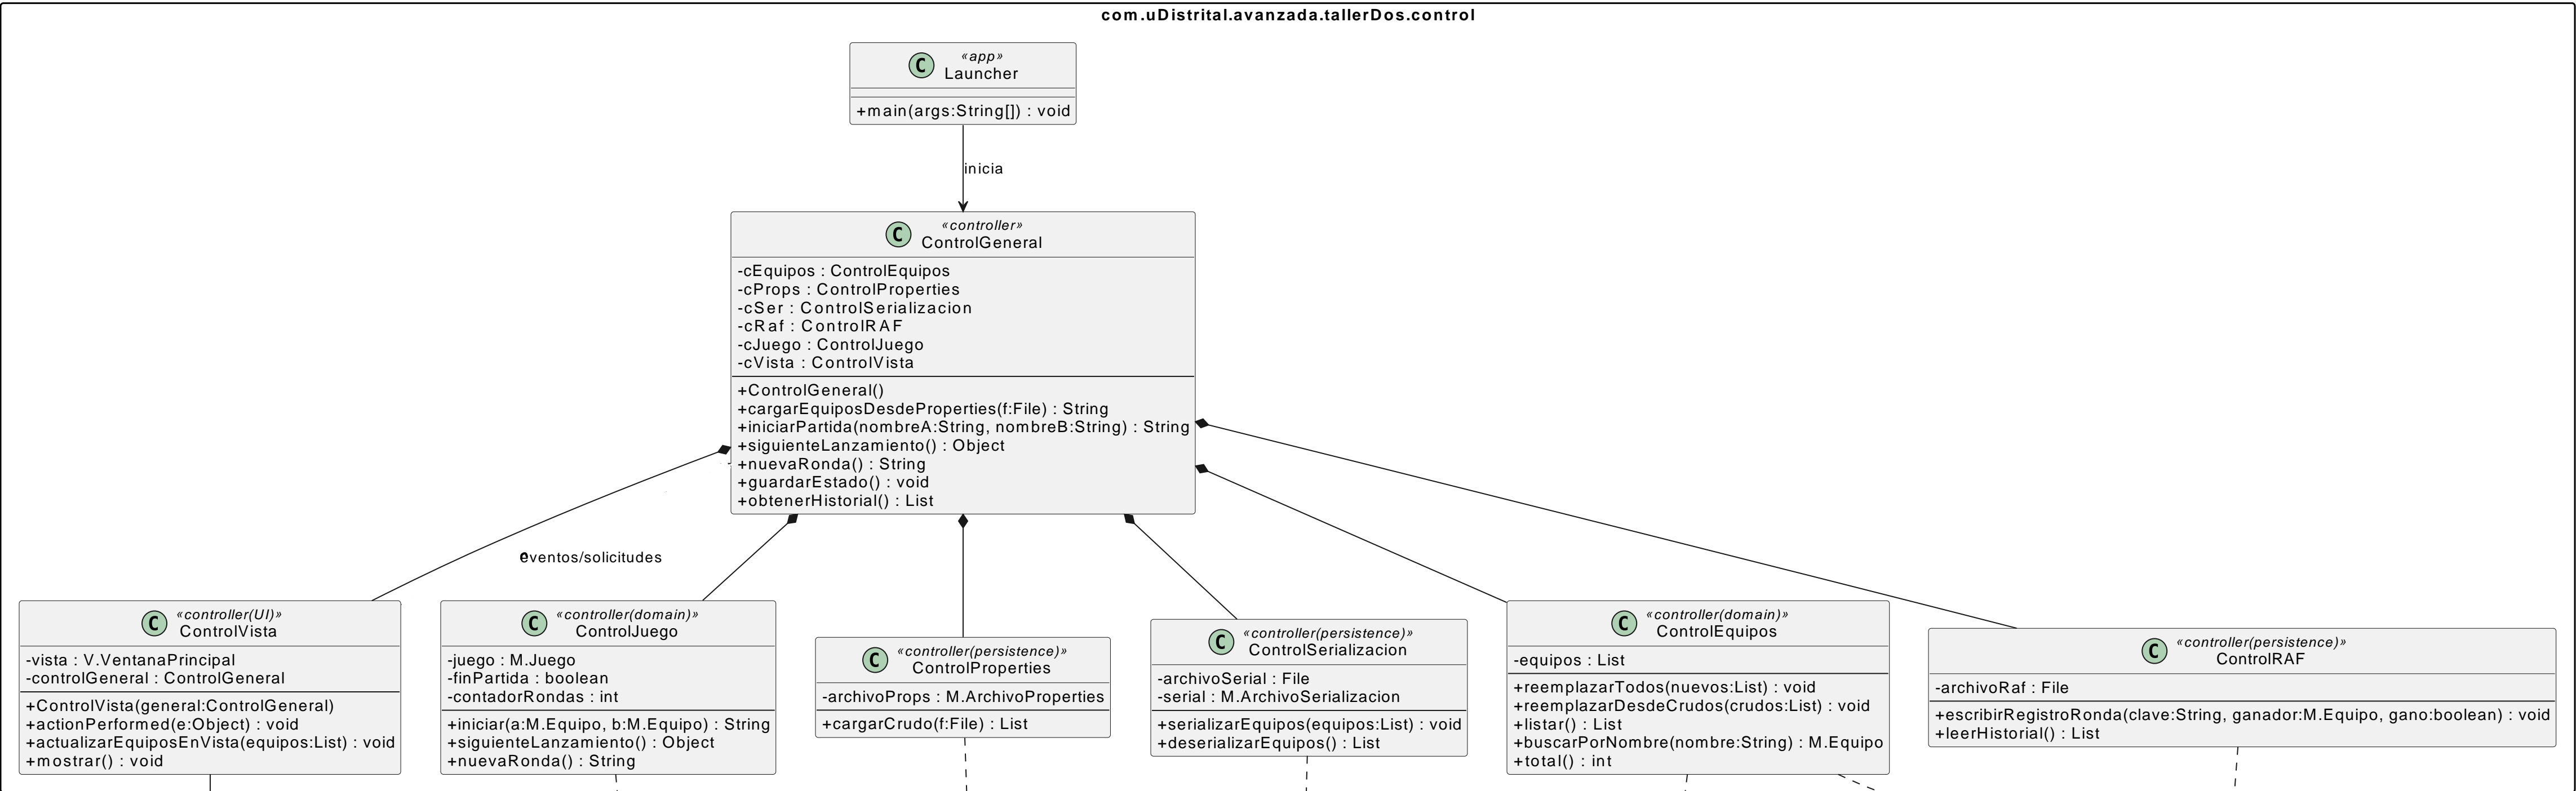 com.uDistrital.avanzada.tallerDos.control
«app»
C Launcher
+main(args:String[]) : void
inicia
«controller»
C ControlGeneral
-cEquipos : ControlEquipos
-cProps : ControlProperties
-cSer : ControlSerializacion
-cRaf : ControlRAF
-cJuego : ControlJuego
-cVista : ControlVista
+ControlGeneral()
+cargarEquiposDesdeProperties(f:File) : String
+iniciarPartida(nombreA:String, nombreB:String) : String
+siguienteLanzamiento() : Object
+nuevaRonda() : String
+guardarEstado() : void
+obtenerHistorial() : List
eventos/solicitudes
«controller(UI)»
C ControlVista
-vista : V.VentanaPrincipal
-controlGeneral : ControlGeneral
+ControlVista(general:ControlGeneral)
+actionPerformed(e:Object) : void
+actualizarEquiposEnVista(equipos:List) : void
+mostrar() : void
«controller(domain)»
C ControlJuego
-juego : M.Juego
-finPartida : boolean
-contadorRondas : int
+iniciar(a:M.Equipo, b:M.Equipo) : String
+siguienteLanzamiento() : Object
+nuevaRonda() : String
«controller(persistence)»
C ControlProperties
-archivoProps : M.ArchivoProperties
+cargarCrudo(f:File) : List
«controller(persistence)»
C ControlSerializacion
-archivoSerial : File
-serial : M.ArchivoSerializacion
+serializarEquipos(equipos:List) : void
+deserializarEquipos() : List
«controller(domain)»
C ControlEquipos
-equipos : List
+reemplazarTodos(nuevos:List) : void
+reemplazarDesdeCrudos(crudos:List) : void
+listar() : List
+buscarPorNombre(nombre:String) : M.Equipo
+total() : int
«controller(persistence)»
C ControlRAF
-archivoRaf : File
+escribirRegistroRonda(clave:String, ganador:M.Equipo, gano:boolean) : void
+leerHistorial() : List